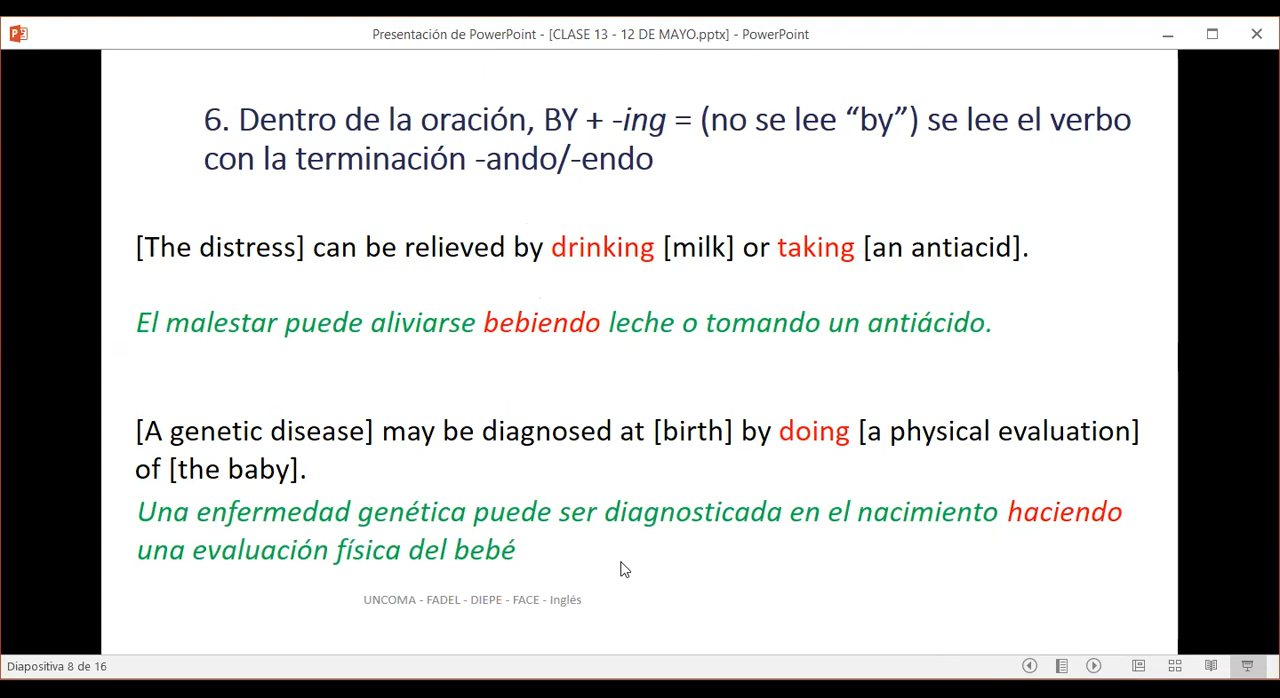 Presentación de PowerPoint - [CLASE 13 - 12 DE MAYO.pptx] - PowerPoint
6. Dentro de la oración, BY + -ing = (no se lee “by”) se lee el verbo
con la terminación -ando/-endo
[The distress] can be relieved by drinking [milk] or taking [an antiacid].
El malestar puede aliviarse bebiendo leche o tomando un antiácido.
[A genetic disease] may be diagnosed at [birth] by doing [a physical evaluation]
of [the baby].
Una enfermedad genética puede ser diagnosticada en el nacimiento haciendo
una evaluación física del bebé
UNCOMA - FADEL - DIEPE - FACE - Inglés
Diapositiva 8 de 16